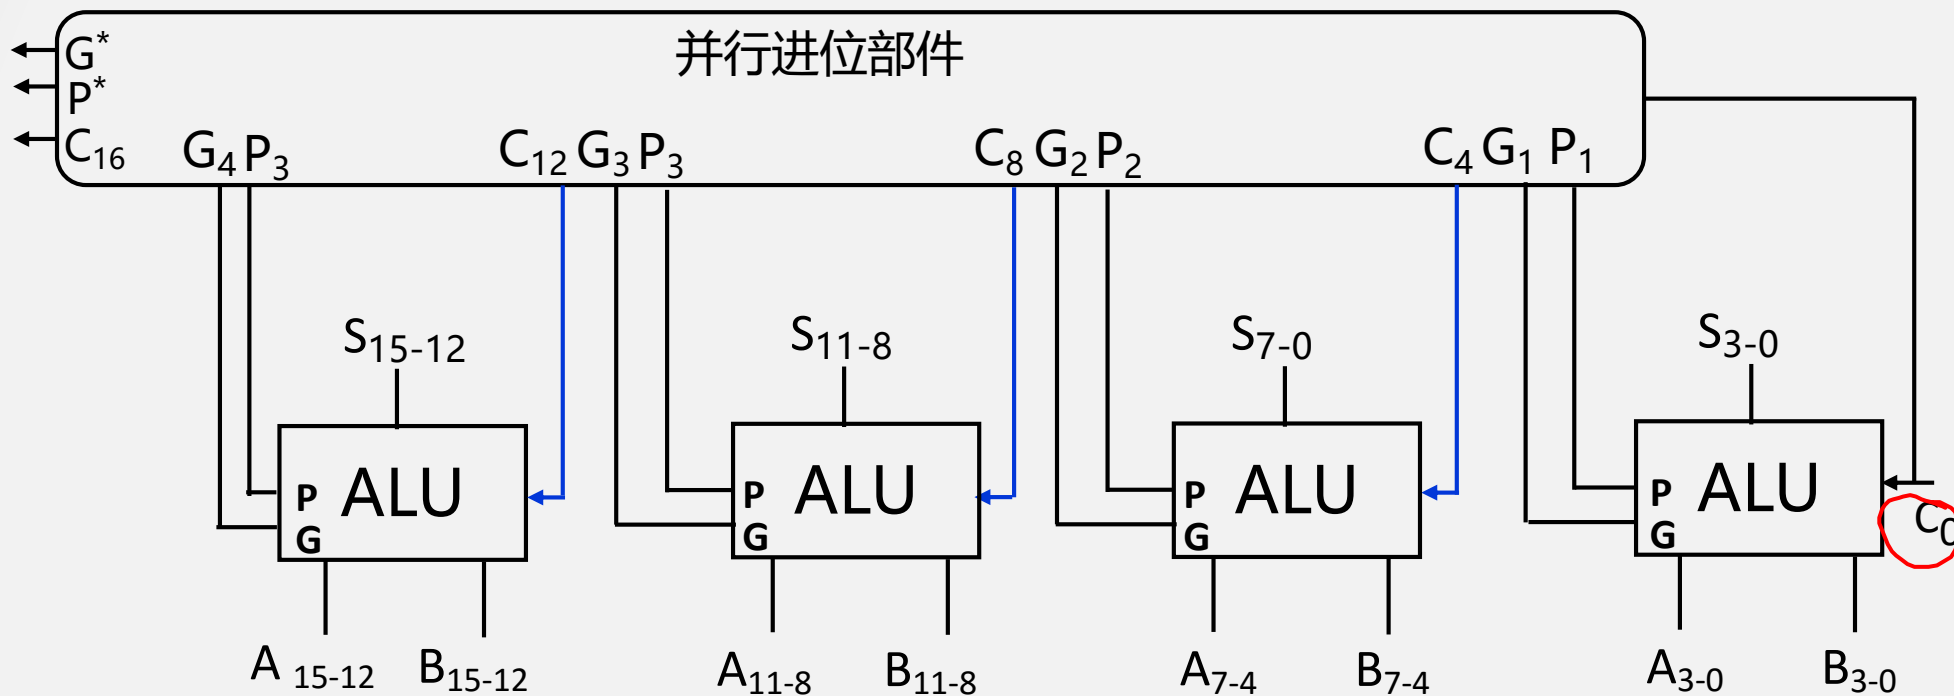 并行进位部件
G*
P*
C16
G4 P3 C12 G3 P3 C8 G2 P2 C4 G1 P1
S15-12 S11-8 S7-0 S3-0
P ALU P ALU P ALU P ALU
G G G G
C0
A 15-12 B15-12 A11-8 B11-8 A7-4 B7-4 A3-0 B3-0